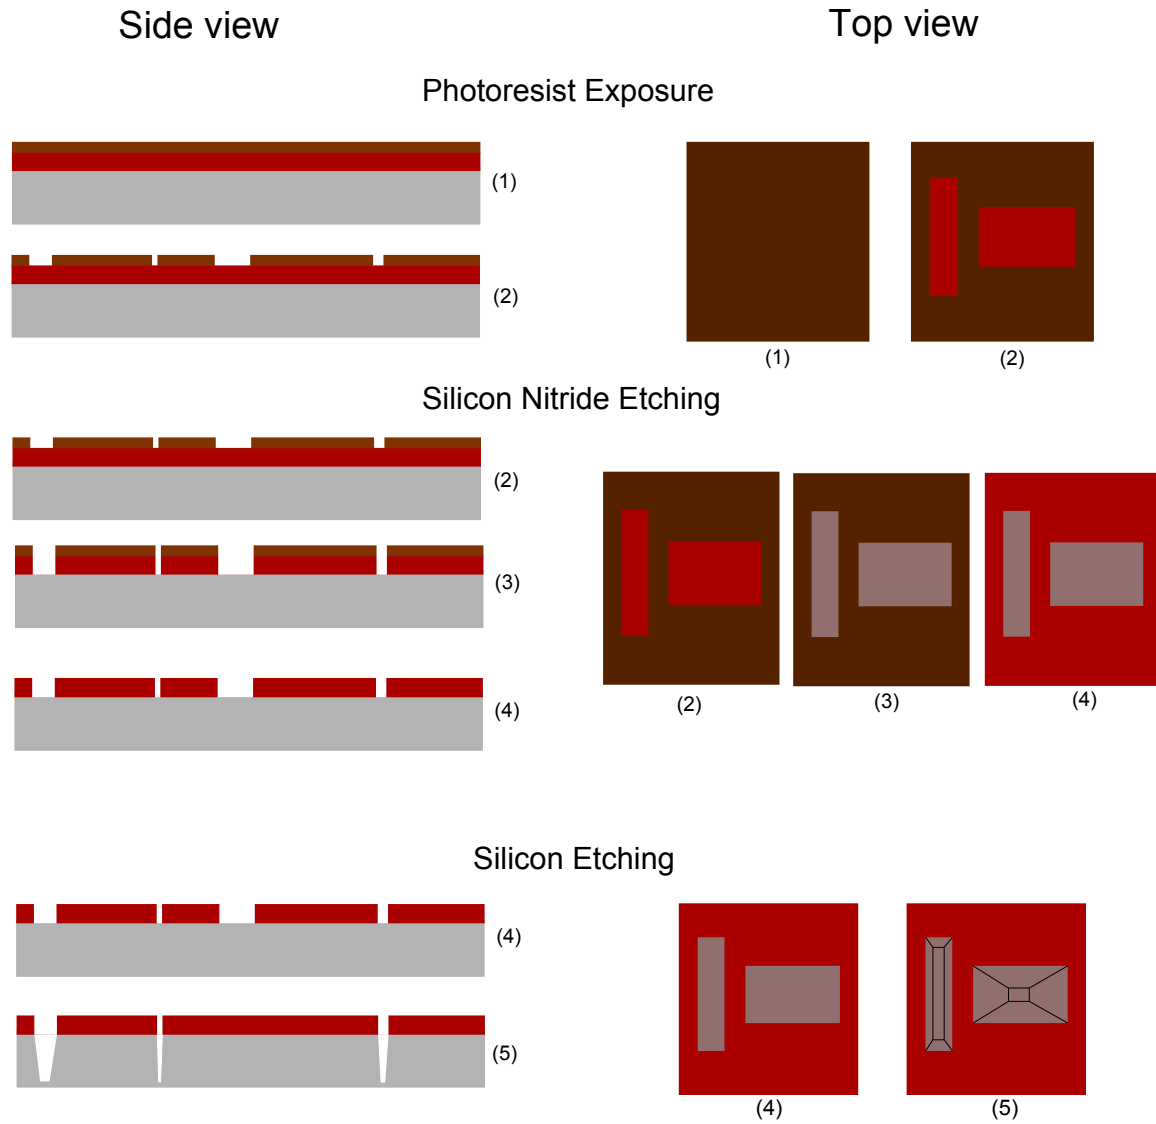 Side view
Top view
Photoresist Exposure
(1)
(2)
(1)
(2)
Silicon Nitride Etching
(2)
(3)
(4)
(2)
(3)
(4)
Silicon Etching
(4)
(5)
(4)
(5)